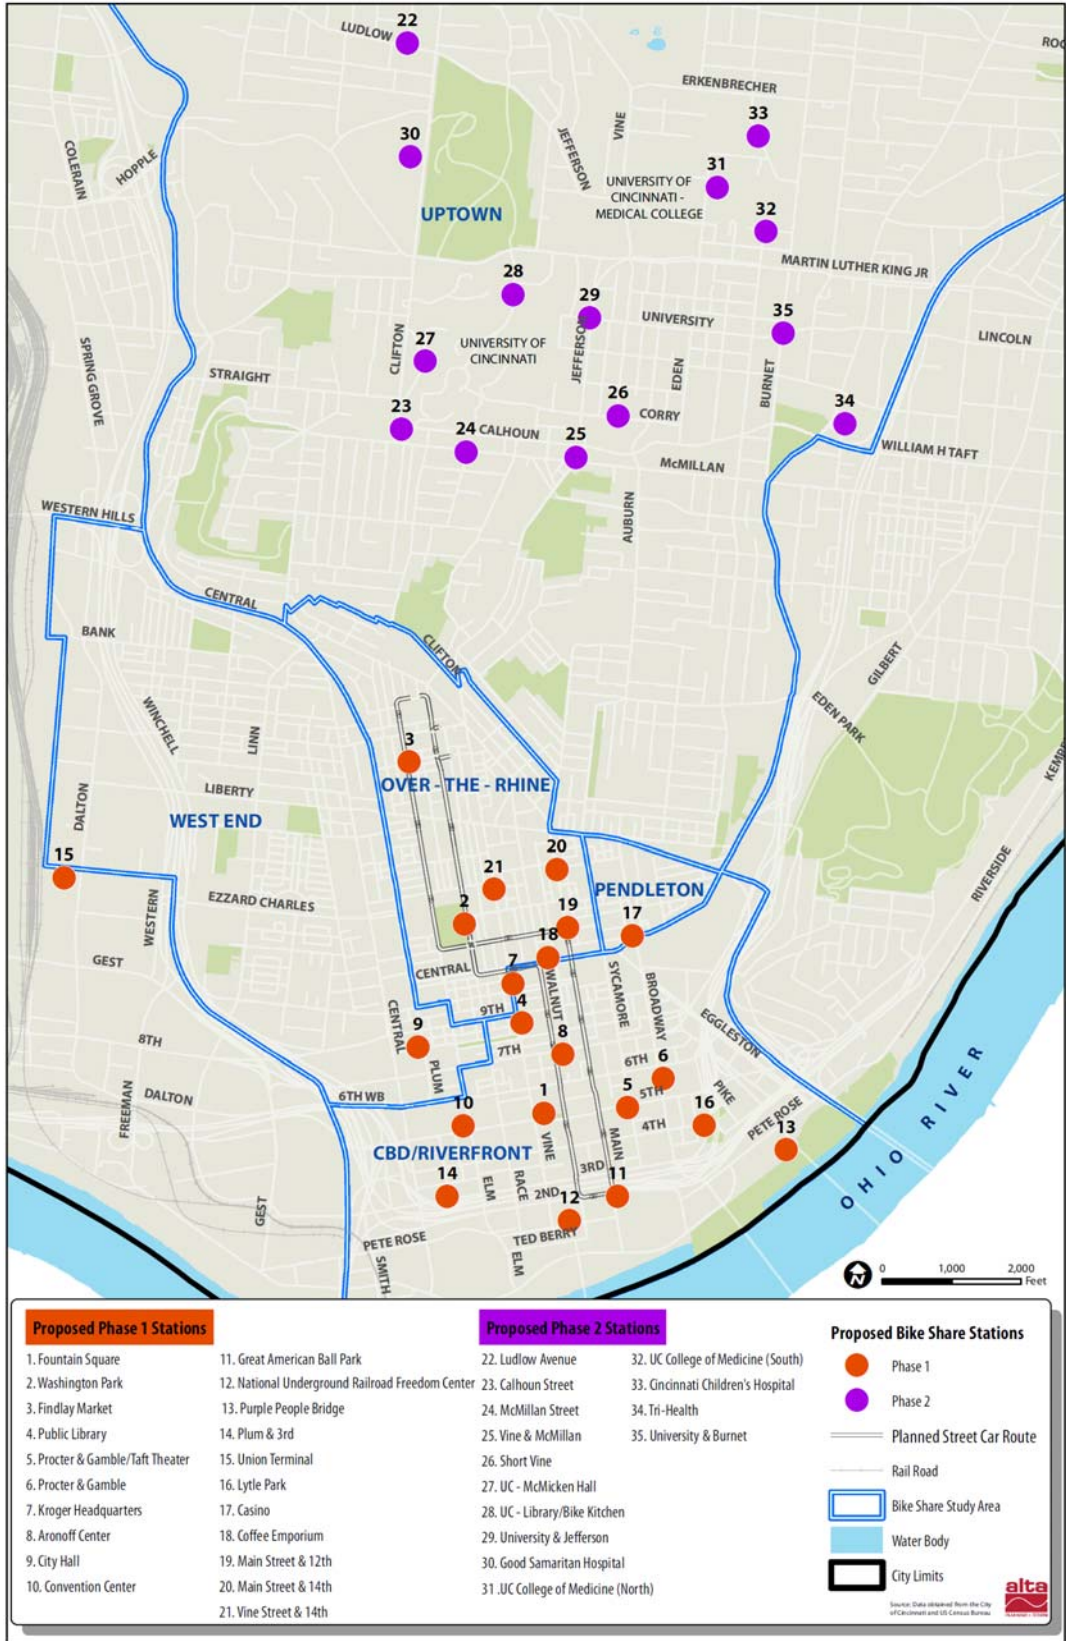 22
LUDLOW
ROC
ERKENBRECHER
33
VINE
30
JEFFERSON
COLERAIN
HOPPLE
31
UNIVERSITY OF
CINCINNATI -
MEDICAL COLLEGE
UPTOWN
32
MARTIN LUTHER KING JR
28
29
UNIVERSITY
35
LINCOLN
CLIFTON
27
UNIVERSITY OF
CINCINNATI
JEFFERSON
SPRING GROVE
STRAIGHT
EDEN
BURNET
26
CORRY
34
23
24
CALHOUN
25
WILLIAM H TAFT
McMILLAN
WESTERN HILLS
AUBURN
CENTRAL
BANK
CLIFTON
GILBERT
EDEN PARK
WINCHELL
LINN
3
KEMPE
OVER - THE - RHINE
LIBERTY
DALTON
WEST END
15
20
21
PENDLETON
RIVERSIDE
EZZARD CHARLES
WESTERN
2
19
17
18
GEST
CENTRAL
7
WALNUT
SYCAMORE
BROADWAY
CENTRAL
9TH
4
EGGLESTON
8TH
9
7TH
8
6TH
6
PLUM
5TH
PIKE
FREEMAN
DALTON
6TH WB
10
1
5
4TH
16
PETE ROSE
13
OHIO RIVER
CBD/RIVERFRONT
VINE
MAIN
3RD
14
ELM
RACE
2ND
11
12
GEST
PETE ROSE
TED BERRY
SMITH
ELM
N
0 1,000 2,000
Feet
Proposed Phase 1 Stations
1. Fountain Square
2. Washington Park
3. Findlay Market
4. Public Library
5. Procter & Gamble/Taft Theater
6. Procter & Gamble
7. Kroger Headquarters
8. Aronoff Center
9. City Hall
10. Convention Center
11. Great American Ball Park
12. National Underground Railroad Freedom Center
13. Purple People Bridge
14. Plum & 3rd
15. Union Terminal
16. Lytle Park
17. Casino
18. Coffee Emporium
19. Main Street & 12th
20. Main Street & 14th
21. Vine Street & 14th
Proposed Phase 2 Stations
22. Ludlow Avenue
23. Calhoun Street
24. McMillan Street
25. Vine & McMillan
26. Short Vine
27. UC - McMicken Hall
28. UC - Library/Bike Kitchen
29. University & Jefferson
30. Good Samaritan Hospital
31 .UC College of Medicine (North)
32. UC College of Medicine (South)
33. Cincinnati Children's Hospital
34. Tri-Health
35. University & Burnet
Proposed Bike Share Stations
Phase 1
Phase 2
Planned Street Car Route
Rail Road
Bike Share Study Area
Water Body
City Limits
Source: Data obtained from the City
of Cincinnati and US Census Bureau
alta